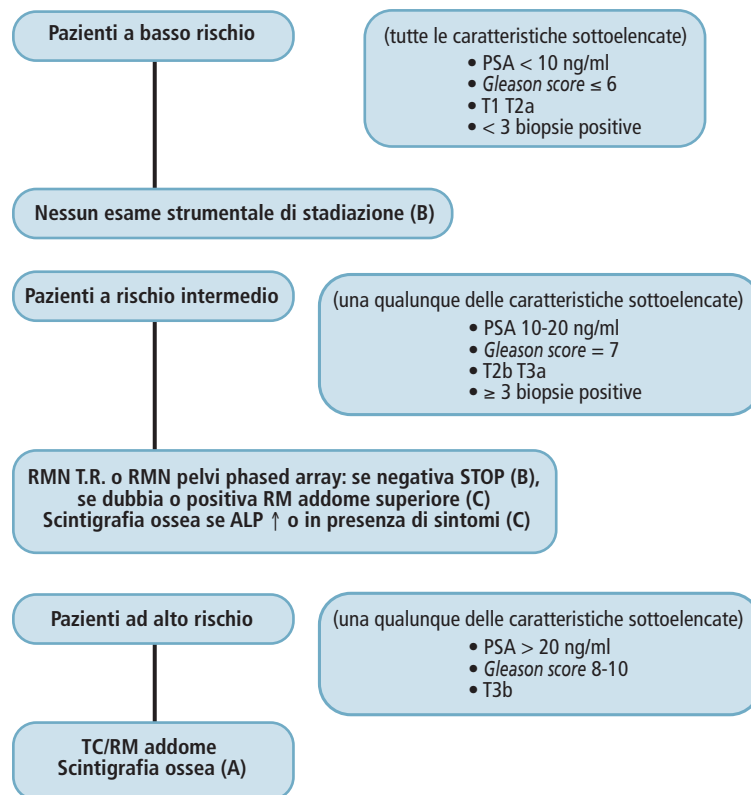 Pazienti a basso rischio
(tutte le caratteristiche sottoelencate)
• PSA < 10 ng/ml
• Gleason score ≤ 6
• T1 T2a
• < 3 biopsie positive
Nessun esame strumentale di stadiazione (B)
Pazienti a rischio intermedio
(una qualunque delle caratteristiche sottoelencate)
• PSA 10-20 ng/ml
• Gleason score = 7
• T2b T3a
• ≥ 3 biopsie positive
RMN T.R. o RMN pelvi phased array: se negativa STOP (B),
se dubbia o positiva RM addome superiore (C)
Scintigrafia ossea se ALP ↑ o in presenza di sintomi (C)
Pazienti ad alto rischio
(una qualunque delle caratteristiche sottoelencate)
• PSA > 20 ng/ml
• Gleason score 8-10
• T3b
TC/RM addome
Scintigrafia ossea (A)